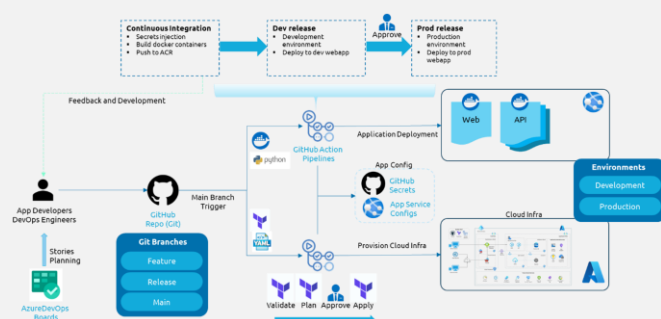 Continuous Integration
Secrets injection
Build docker containers
Push to ACR
Dev release
Development
environment
Deploy to dev webapp
Approve
Prod release
Production
environment
Deploy to prod
webapp
Feedback and Development
python
GitHub Action
Pipelines
Application Deployment
Web
API
App Config
GitHub
Secrets
App Service
Configs
Environments
Development
Production
App Developers
DevOps Engineers
GitHub
Repo (Git)
Main Branch
Trigger
Stories
Planning
AzureDevOps
Boards
Git Branches
Feature
Release
Main
YAML
Provision Cloud Infra
Cloud Infra
Validate
Plan
Approve
Apply